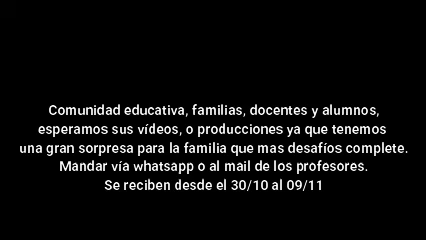 Comunidad educativa, familias, docentes y alumnos,
esperamos sus vídeos, o producciones ya que tenemos
una gran sorpresa para la familia que mas desafíos complete.
Mandar vía whatsapp o al mail de los profesores.
Se reciben desde el 30/10 al 09/11